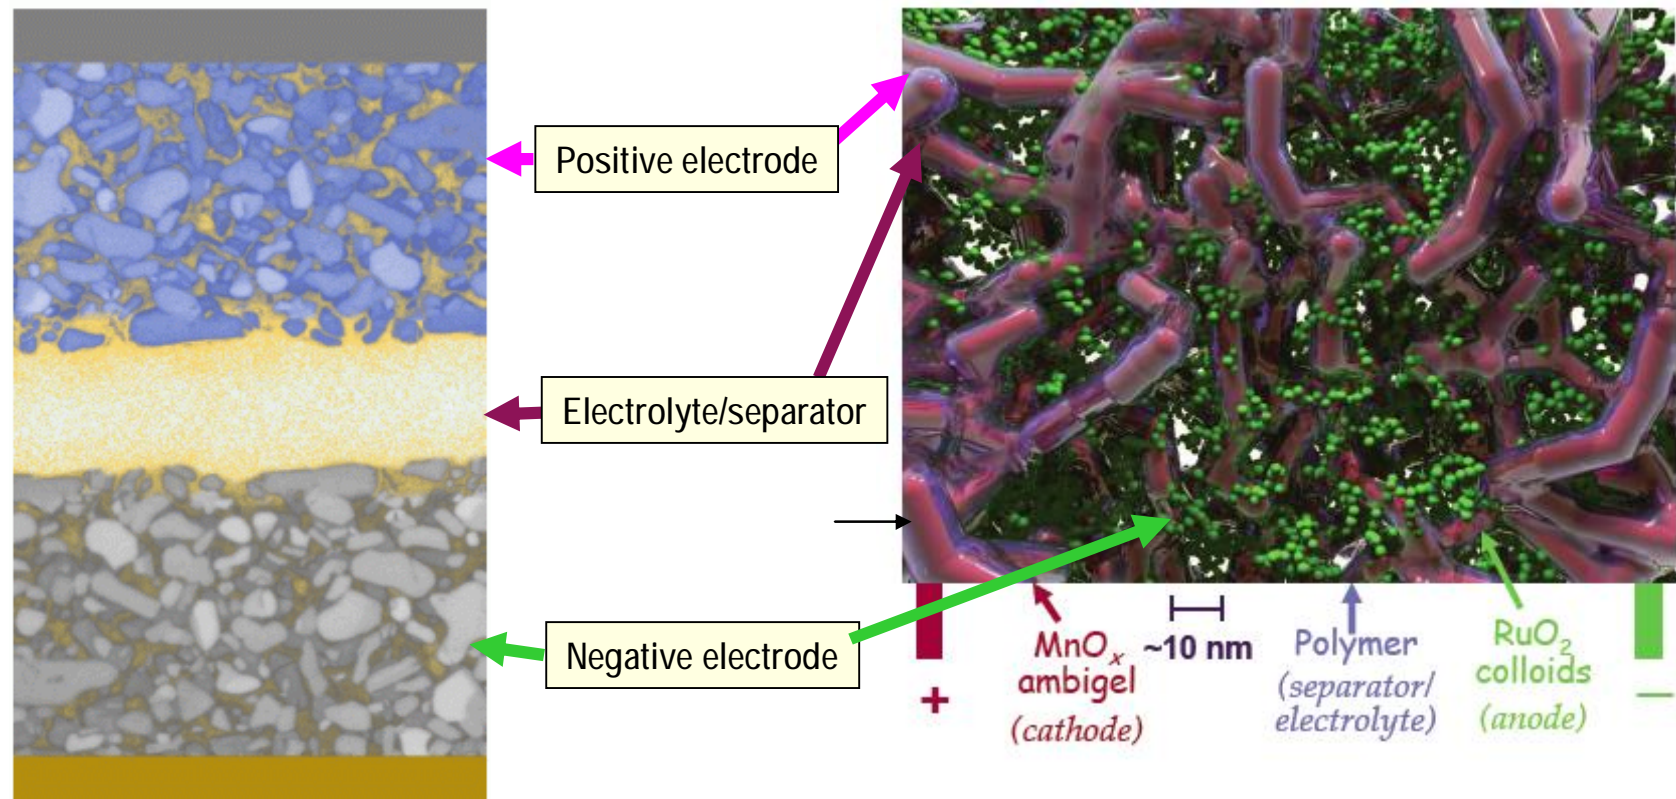 Positive electrode
Electrolyte/separator
Negative electrode
+
MnOx
ambigel
(cathode)
~10 nm
Polymer
(separator/
electrolyte)
RuO2
colloids
(anode)
—